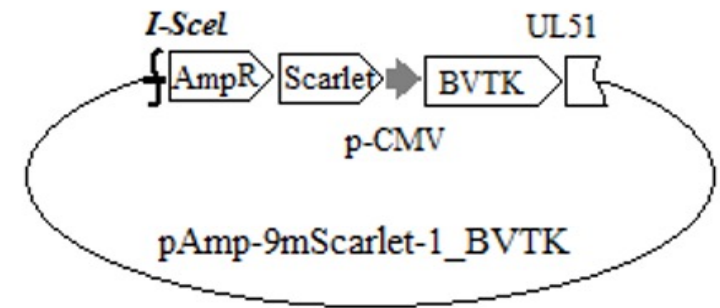 I-SceI
UL51
AmpR
Scarlet
BVTK
p-CMV
pAmp-9mScarlet-1_BVTK